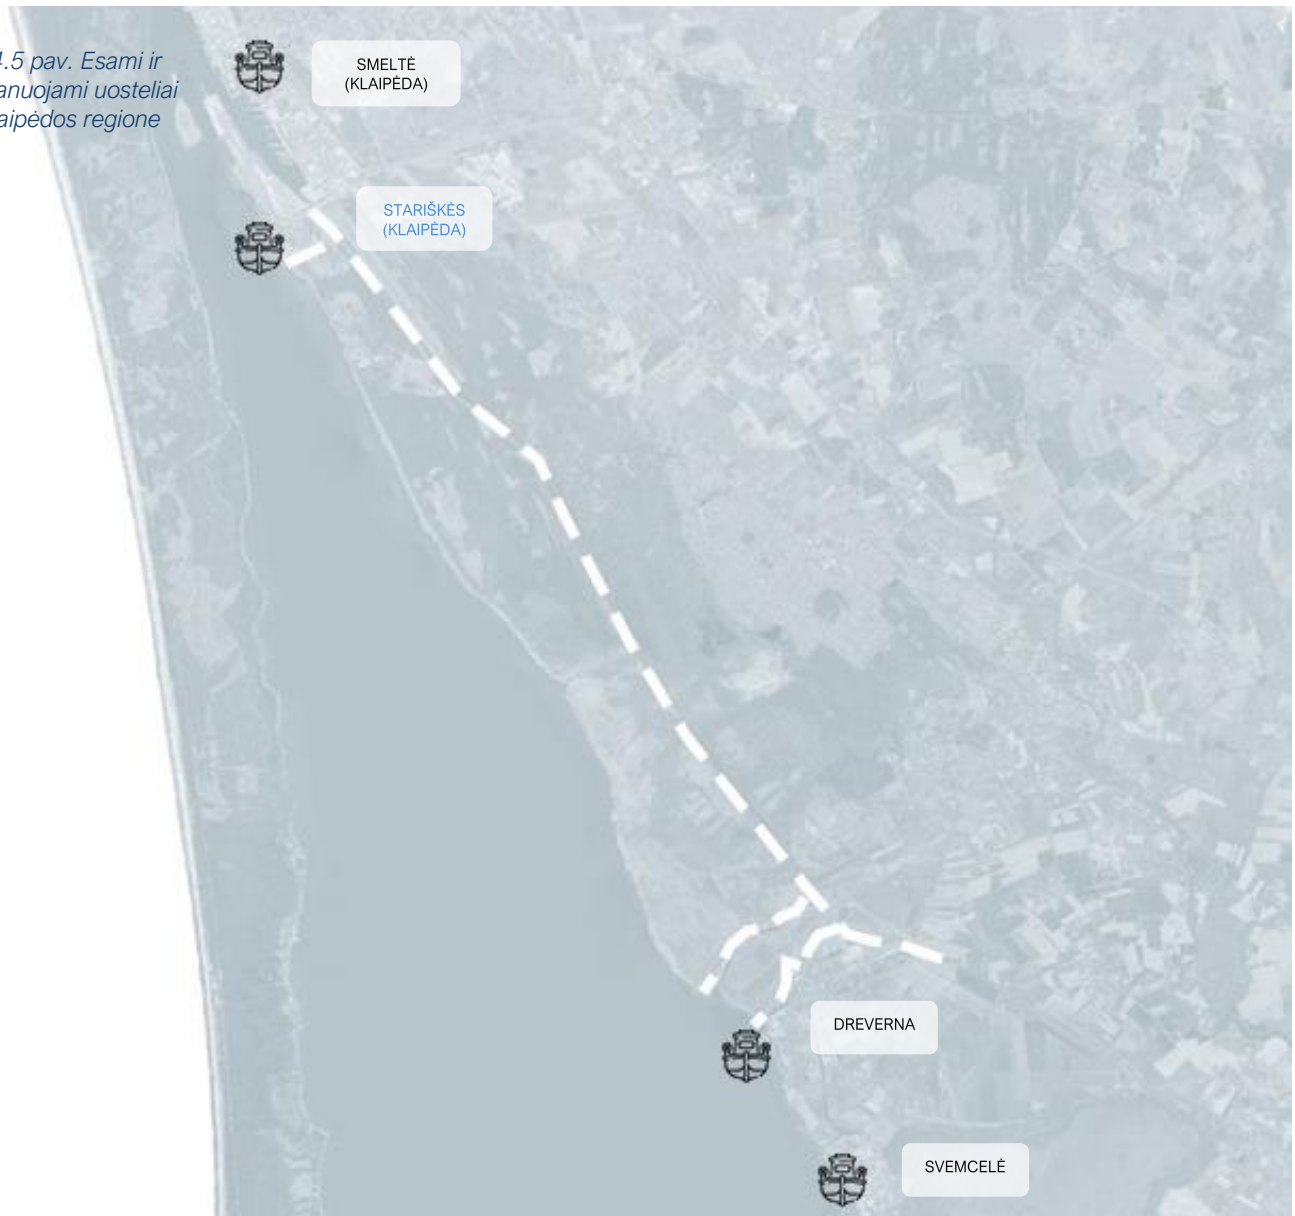 .5 pav. Esami ir
anuojami uosteliai
aipėdos regione
SMELTĖ
(KLAIPĖDA)
STARIŠKĖS
(KLAIPĖDA)
DREVERNA
SVEMCELĖ